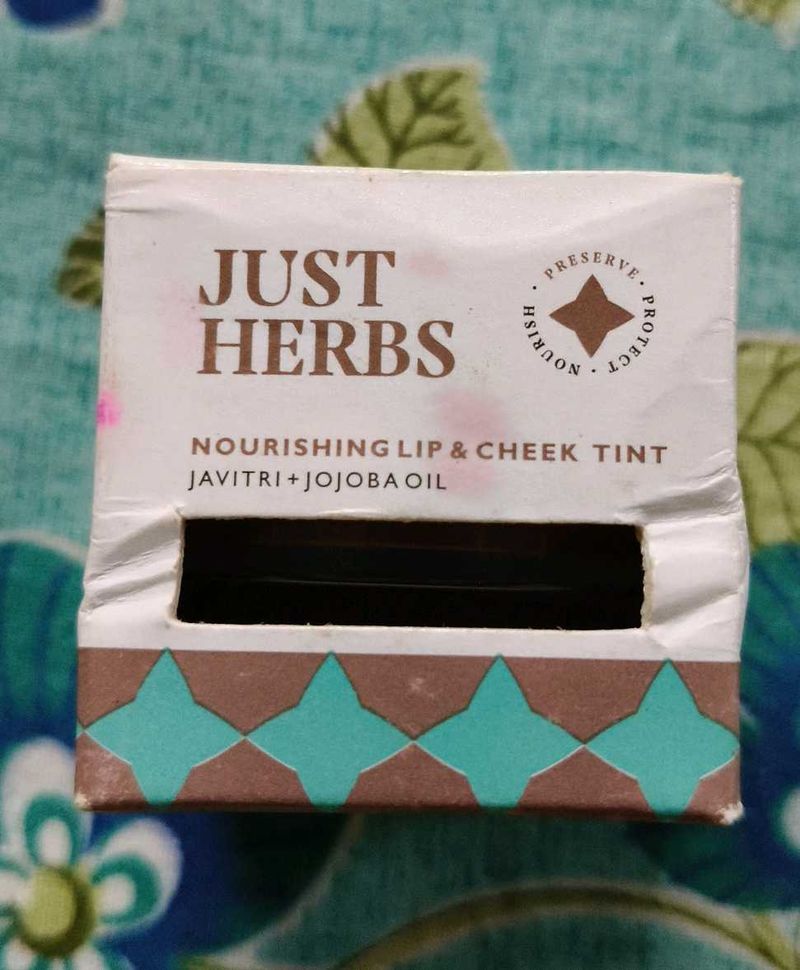 JUST
HERBS
PRESERVE · PROTECT · NOURISH ·
NOURISHING LIP & CHEEK TINT
JAVITRI + JOJOBA OIL